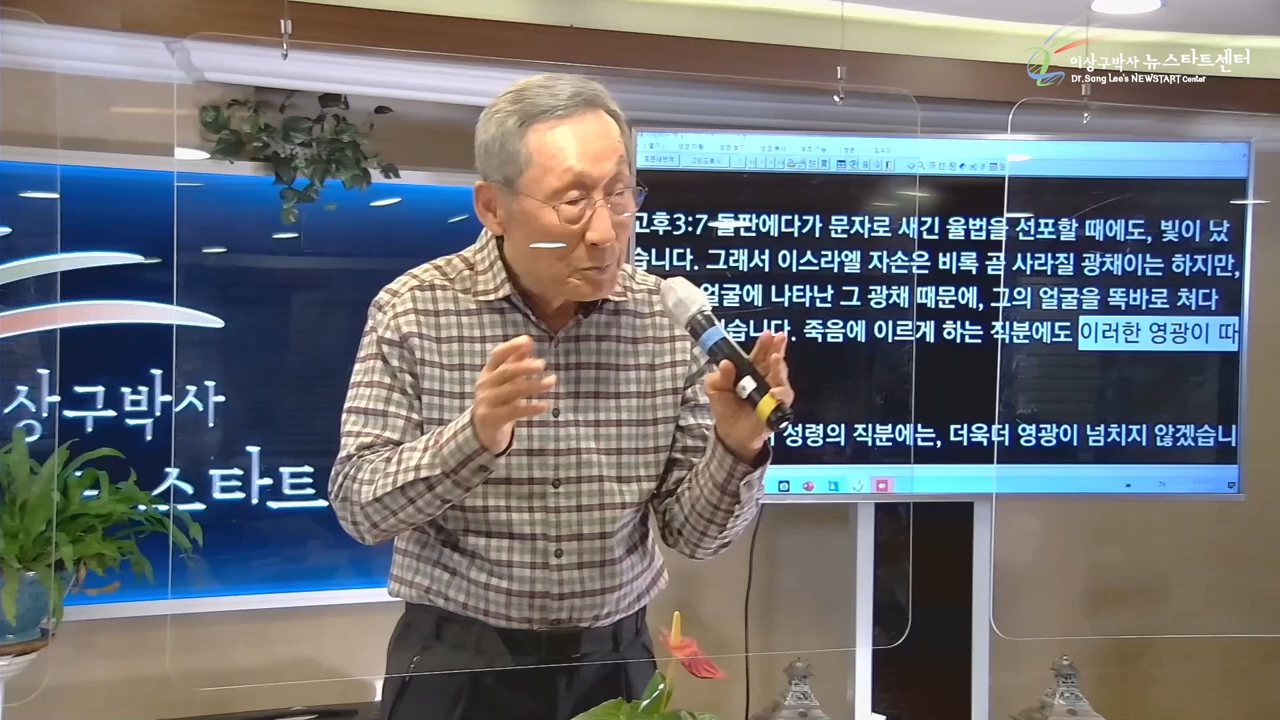 이상구박사 뉴스타트센터
Dr. Sang Lee's NEWSTART Center
고후3:7 돌판에다가 문자로 새긴 율법을 선포할 때에도, 빛이 났
습니다. 그래서 이스라엘 자손은 비록 곧 사라질 광채이는 하지만,
얼굴에 나타난 그 광채 때문에, 그의 얼굴을 똑바로 쳐다
습니다. 죽음에 이르게 하는 직분에도 이러한 영광이 따
성령의 직분에는, 더욱더 영광이 넘치지 않겠습니
상구박사
스타트